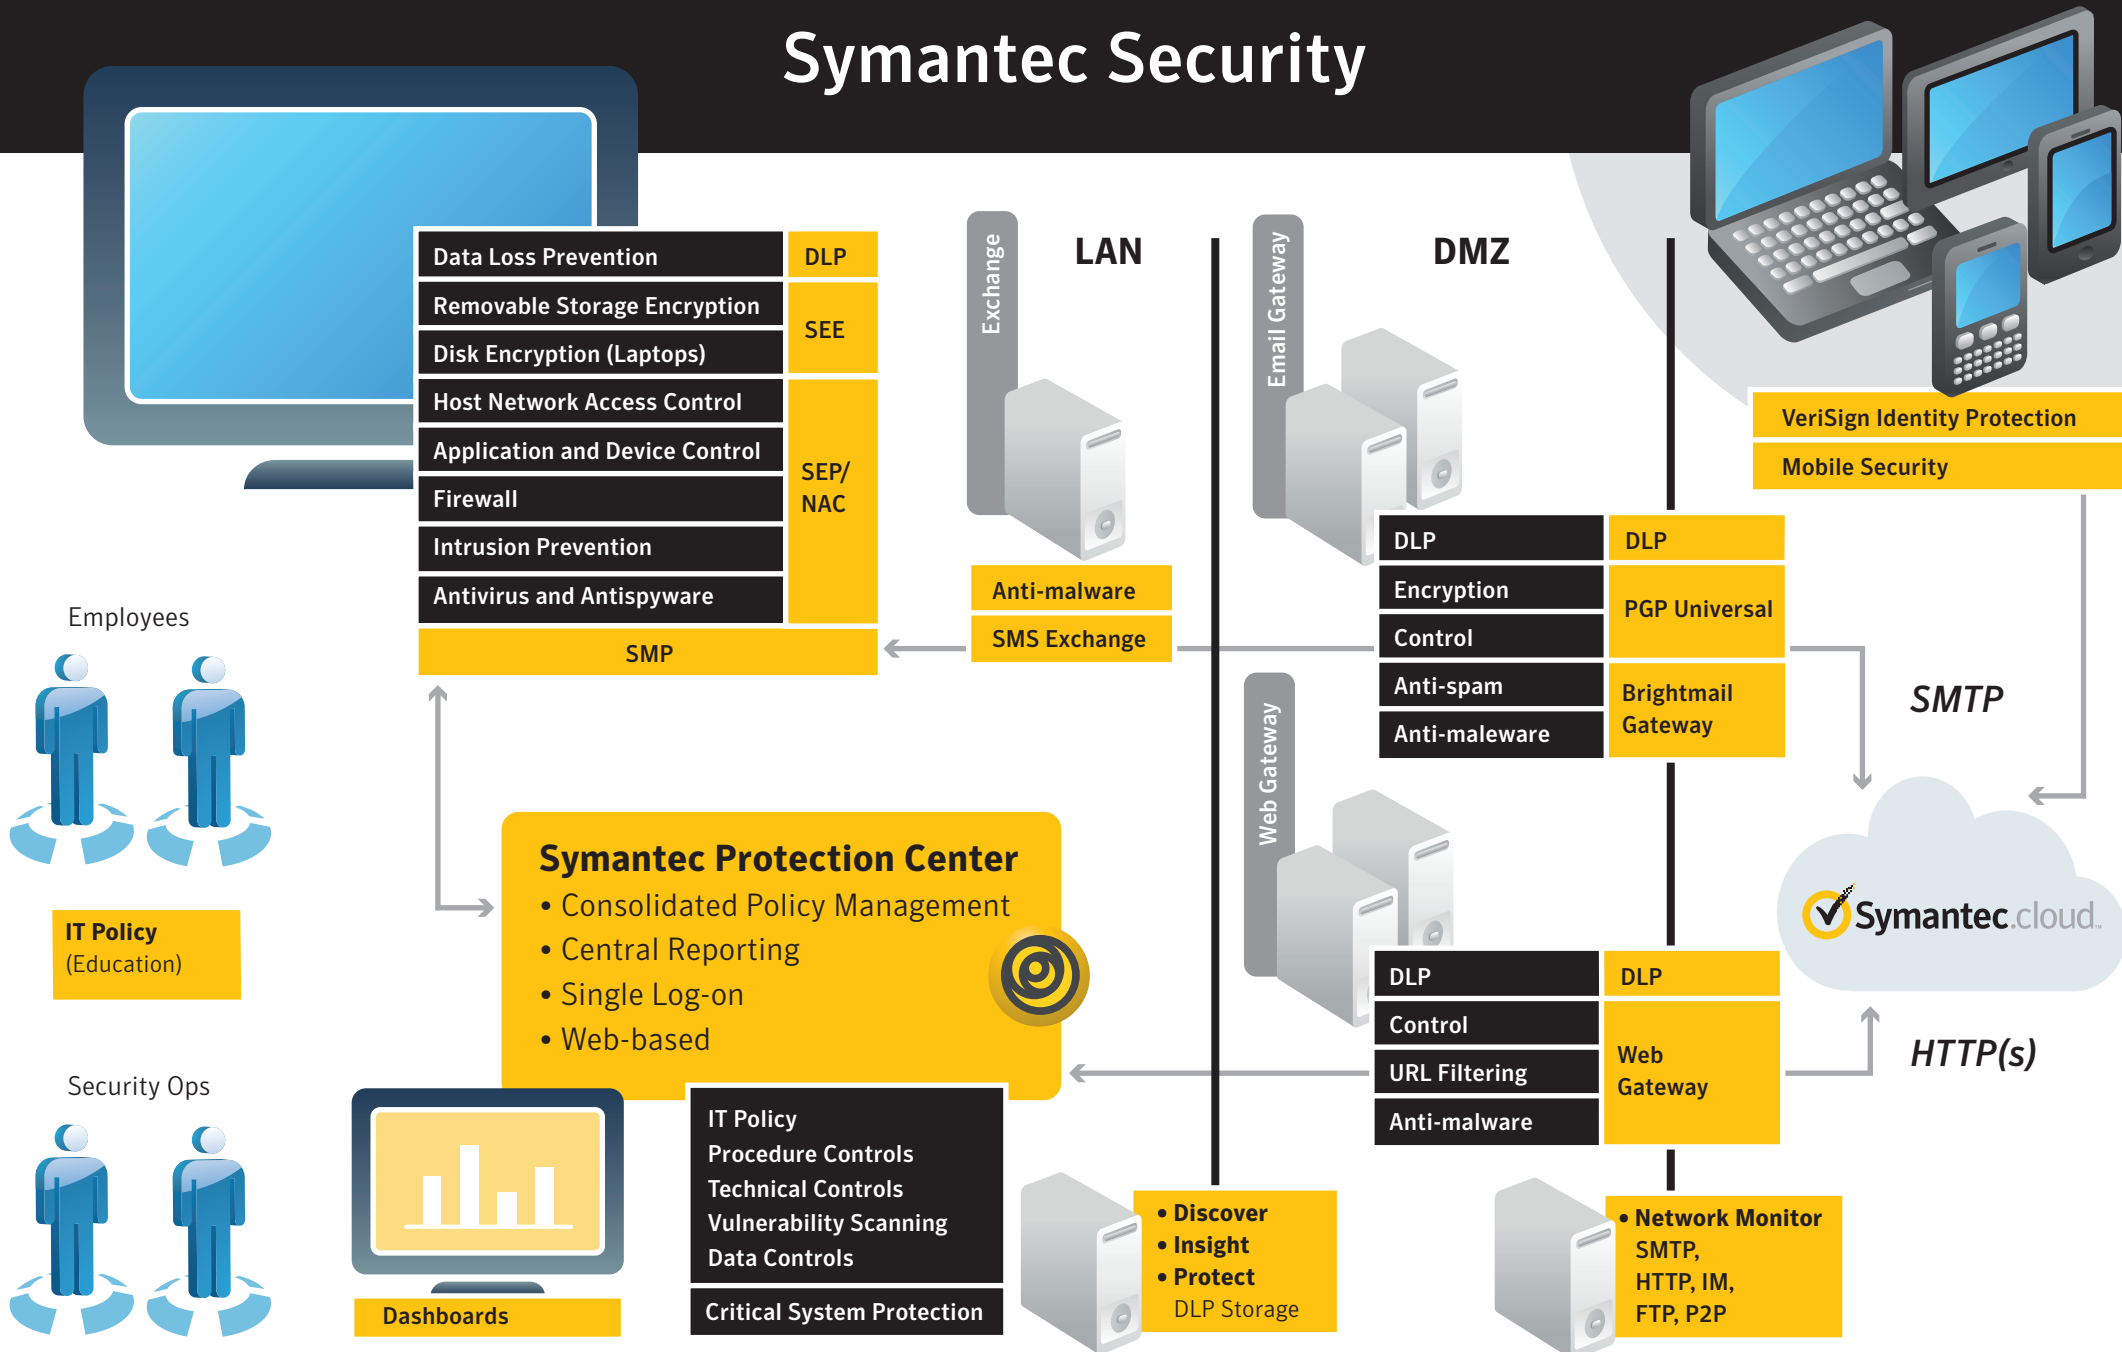 Symantec Security
Data Loss Prevention
DLP
Removable Storage Encryption
Disk Encryption (Laptops)
SEE
Host Network Access Control
Application and Device Control
Firewall
Intrusion Prevention
Antivirus and Antispyware
SEP/
NAC
SMP
Exchange
LAN
Anti-malware
SMS Exchange
Email Gateway
DMZ
DLP
Encryption
Control
Anti-spam
Anti-maleware
DLP
PGP Universal
Brightmail
Gateway
VeriSign Identity Protection
Mobile Security
SMTP
Symantec.cloud™
HTTP(s)
Web Gateway
DLP
Control
URL Filtering
Anti-malware
DLP
Web
Gateway
Employees
IT Policy
(Education)
Security Ops
Symantec Protection Center
• Consolidated Policy Management
• Central Reporting
• Single Log-on
• Web-based
Dashboards
IT Policy
Procedure Controls
Technical Controls
Vulnerability Scanning
Data Controls
Critical System Protection
• Discover
• Insight
• Protect
DLP Storage
• Network Monitor
SMTP,
HTTP, IM,
FTP, P2P